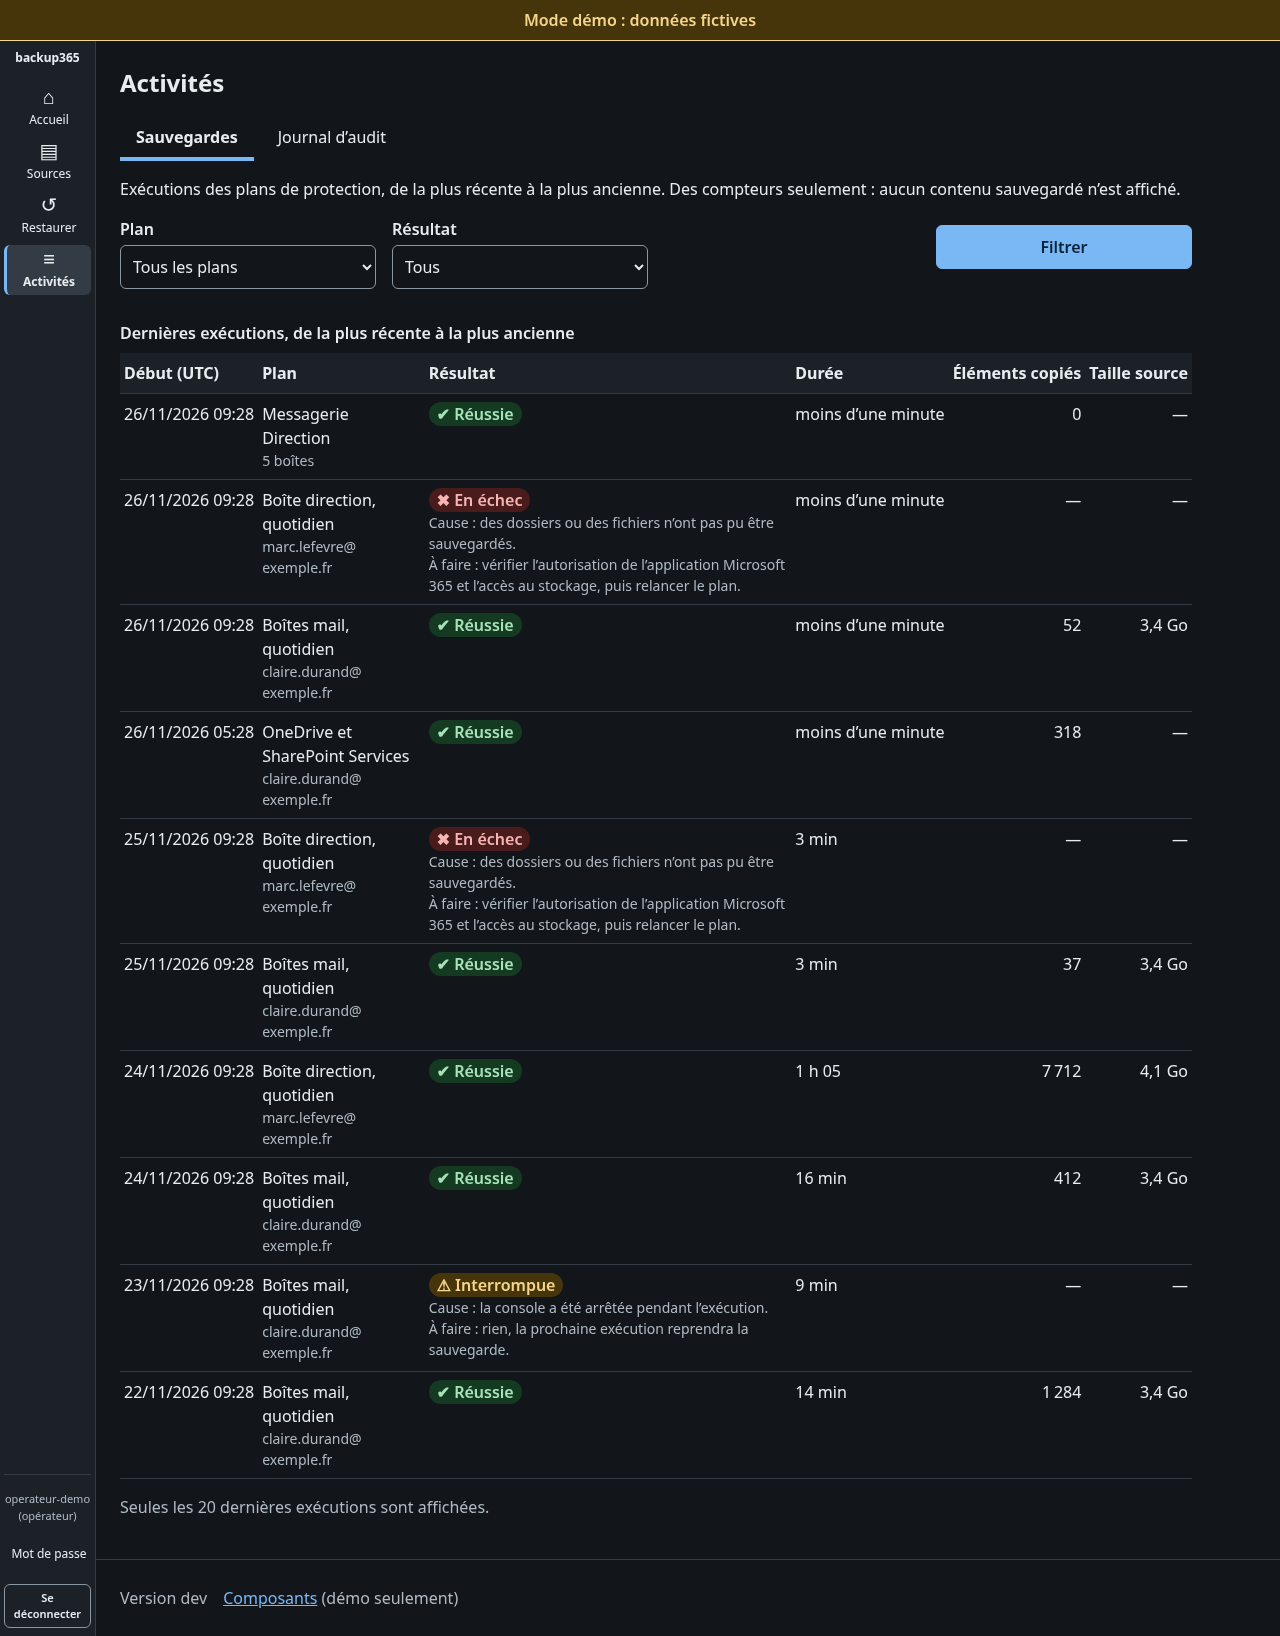 Mode démo : données fictives
backup365
Accueil
Sources
Restaurer
Activités
operateur-demo
(opérateur)
Mot de passe
Se
déconnecter
Activités
Sauvegardes Journal d’audit
Exécutions des plans de protection, de la plus récente à la plus ancienne. Des compteurs seulement : aucun contenu sauvegardé n’est affiché.
Plan Résultat
Tous les plans Tous Filtrer
Dernières exécutions, de la plus récente à la plus ancienne
Début (UTC) Plan Résultat Durée Éléments copiés Taille source
26/11/2026 09:28 Messagerie ✔ Réussie moins d’une minute 0 —
Direction
5 boîtes
26/11/2026 09:28 Boîte direction, ✖ En échec moins d’une minute — —
quotidien
marc.lefevre@
exemple.fr
Cause : des dossiers ou des fichiers n’ont pas pu être
sauvegardés.
À faire : vérifier l’autorisation de l’application Microsoft
365 et l’accès au stockage, puis relancer le plan.
26/11/2026 09:28 Boîtes mail, ✔ Réussie moins d’une minute 52 3,4 Go
quotidien
claire.durand@
exemple.fr
26/11/2026 05:28 OneDrive et ✔ Réussie moins d’une minute 318 —
SharePoint Services
claire.durand@
exemple.fr
25/11/2026 09:28 Boîte direction, ✖ En échec 3 min — —
quotidien
marc.lefevre@
exemple.fr
Cause : des dossiers ou des fichiers n’ont pas pu être
sauvegardés.
À faire : vérifier l’autorisation de l’application Microsoft
365 et l’accès au stockage, puis relancer le plan.
25/11/2026 09:28 Boîtes mail, ✔ Réussie 3 min 37 3,4 Go
quotidien
claire.durand@
exemple.fr
24/11/2026 09:28 Boîte direction, ✔ Réussie 1 h 05 7 712 4,1 Go
quotidien
marc.lefevre@
exemple.fr
24/11/2026 09:28 Boîtes mail, ✔ Réussie 16 min 412 3,4 Go
quotidien
claire.durand@
exemple.fr
23/11/2026 09:28 Boîtes mail, ⚠ Interrompue 9 min — —
quotidien
claire.durand@
exemple.fr
Cause : la console a été arrêtée pendant l’exécution.
À faire : rien, la prochaine exécution reprendra la
sauvegarde.
22/11/2026 09:28 Boîtes mail, ✔ Réussie 14 min 1 284 3,4 Go
quotidien
claire.durand@
exemple.fr
Seules les 20 dernières exécutions sont affichées.
Version dev Composants (démo seulement)